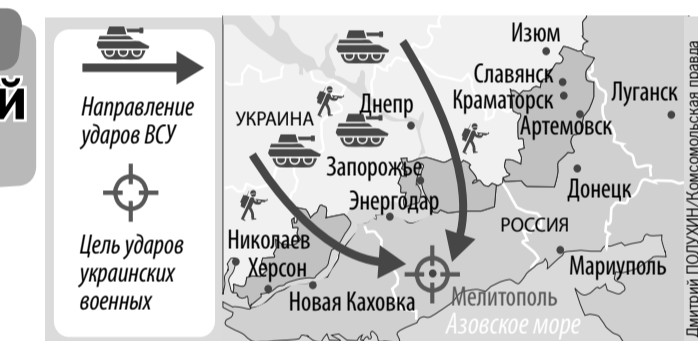 й
Направление
ударов ВСУ
Цель ударов
украинских
военных
Изюм
Славянск
Краматорск
Луганск
Артемовск
УКРАИНА
Днепр
Запорожье
Энергодар
Донецк
РОССИЯ
Николаев
Херсон
Мариуполь
Новая Каховка
Мелитополь
Азовское море
Дмитрий ПОЛУХИН/Комсомольская правда